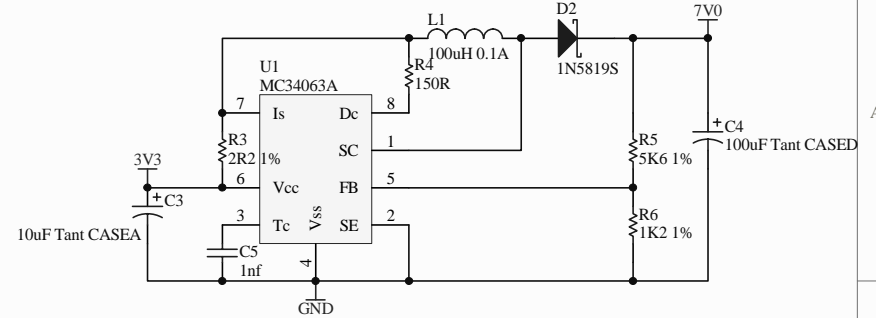 D2
7V0
L1
100uH 0.1A
1N5819S
R4
150R
U1
MC34063A
7
Is
Dc
8
C4
100uF Tant CASED
R3
2R2 1%
SC
1
R5
5K6 1%
3V3
6
Vcc
FB
5
C3
10uF Tant CASEA
3
Tc
Vss
SE
2
R6
1K2 1%
C5
1nf
4
GND
A